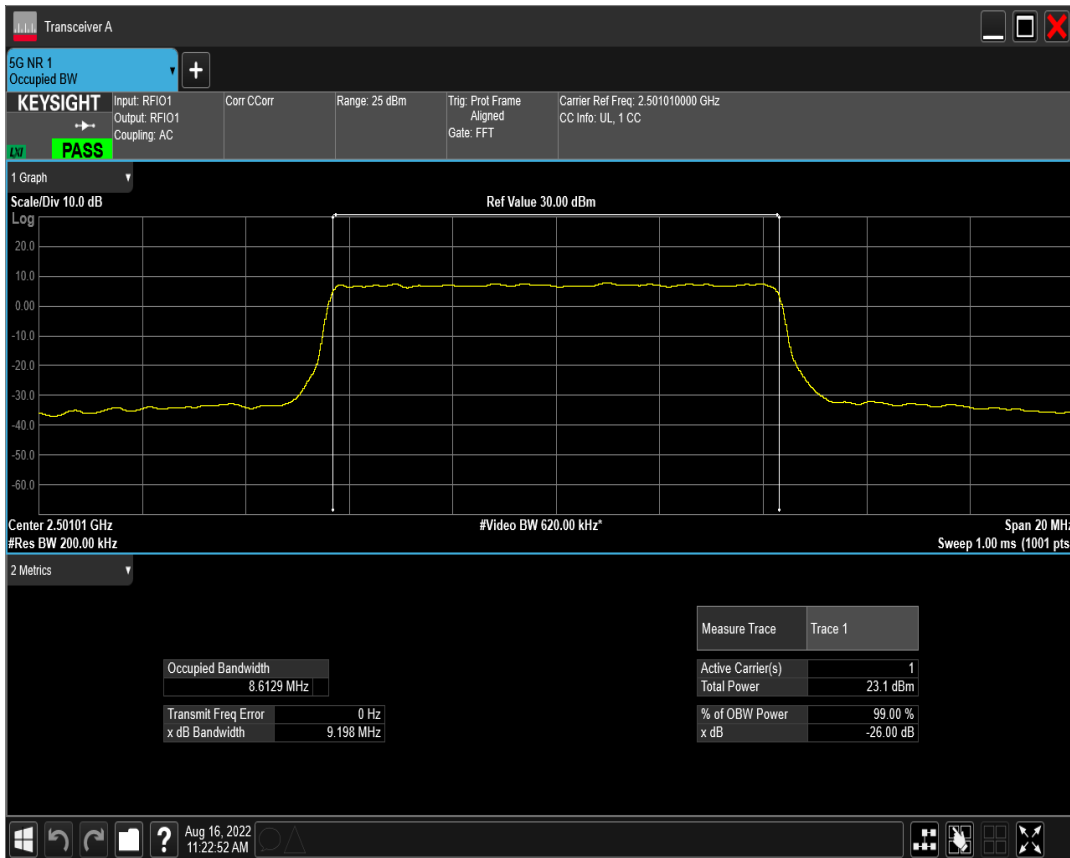 Transceiver A
5G NR 1
Occupied BW
+
KEYSIGHT
LXI
PASS
Input: RFIO1
Output: RFIO1
Coupling: AC
Corr CCorr
Range: 25 dBm
Trig: Prot Frame
Aligned
Gate: FFT
Carrier Ref Freq: 2.501010000 GHz
CC Info: UL, 1 CC
1 Graph
Scale/Div 10.0 dB
Ref Value 30.00 dBm
Log
20.0
10.0
0.00
-10.0
-20.0
-30.0
-40.0
-50.0
-60.0
Center 2.50101 GHz
#Video BW 620.00 kHz*
Span 20 MHz
#Res BW 200.00 kHz
Sweep 1.00 ms (1001 pts
2 Metrics
Measure Trace Trace 1
Occupied Bandwidth
8.6129 MHz
Active Carrier(s) 1
Total Power 23.1 dBm
Transmit Freq Error 0 Hz
x dB Bandwidth 9.198 MHz
% of OBW Power 99.00 %
x dB -26.00 dB
?
Aug 16, 2022
11:22:52 AM